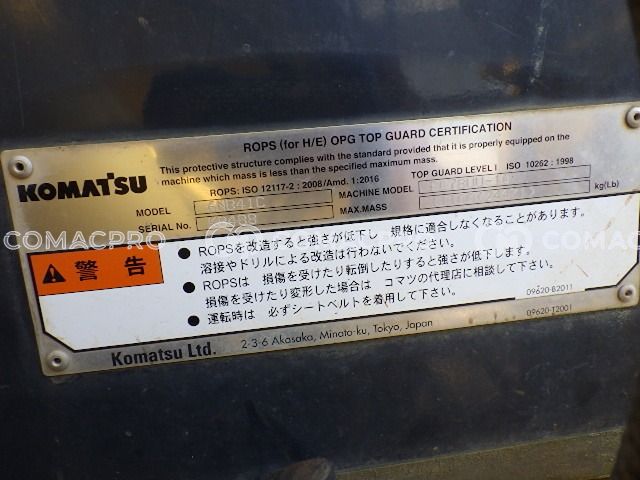 ROPS (for H/E) OPG TOP GUARD CERTIFICATION
This protective structure complies with the standard provided that it is properly equipped on the
machine which mass is less than the specified maximum mass.
KOMATSU
ROPS: ISO 12117-2 : 2008/Amd. 1:2016
TOP GUARD LEVEL I ISO 10262 : 1998
MODEL
MACHINE MODEL
SERIAL No.
MAX.MASS
kg(Lb)
COMACPRO COMACPRO COMACPRO COMACPRO
警告
● ROPSを改造すると強さが低下し、規格に適合しなくなることがあります。
溶接やドリルによる改造は行わないでください。
● ROPSは 損傷を受けたり転倒したりすると強さが低下します。
損傷を受けたり変形した場合は コマツの代理店に相談して下さい。
● 運転時は 必ずシートベルトを着用して下さい。
09620-B2011
Komatsu Ltd. 2-3-6 Akasaka, Minato-ku, Tokyo, Japan
09620-T2001